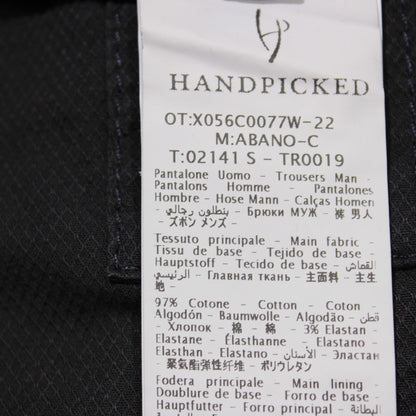 HANDPICKED
OT:X056C0077W-22
M:ABANO-C
T:02141 S - TR0019
Pantalone Uomo - Trousers Man -
Pantalons Homme - Pantalones
Hombre - Hose Mann - Calças Homen
- بنطلون رجالي - Брюки МУЖ - 裤 男人
- ズボン メンズ -
Tessuto principale - Main fabric -
Tissu de base - Tejido de base -
Hauptstoff - Tecido de base - القماش
الرئيسي - Главная ткань - 主面料 - 主生
地 -
97% Cotone - Cotton - Coton -
Algodón - Baumwolle - Algodão - قطن
- Хлопок - 棉 - 綿 - 3% Elastan -
Elastane - Élasthanne - Elastano -
Elasthan - Elastano - الأستان - Эластан
- 聚氨酯弹性纤维 - ポリウレタン
Fodera principale - Main lining -
Doublure de base - Forro de base -
Hauptfutter - Forro principal - البطانة